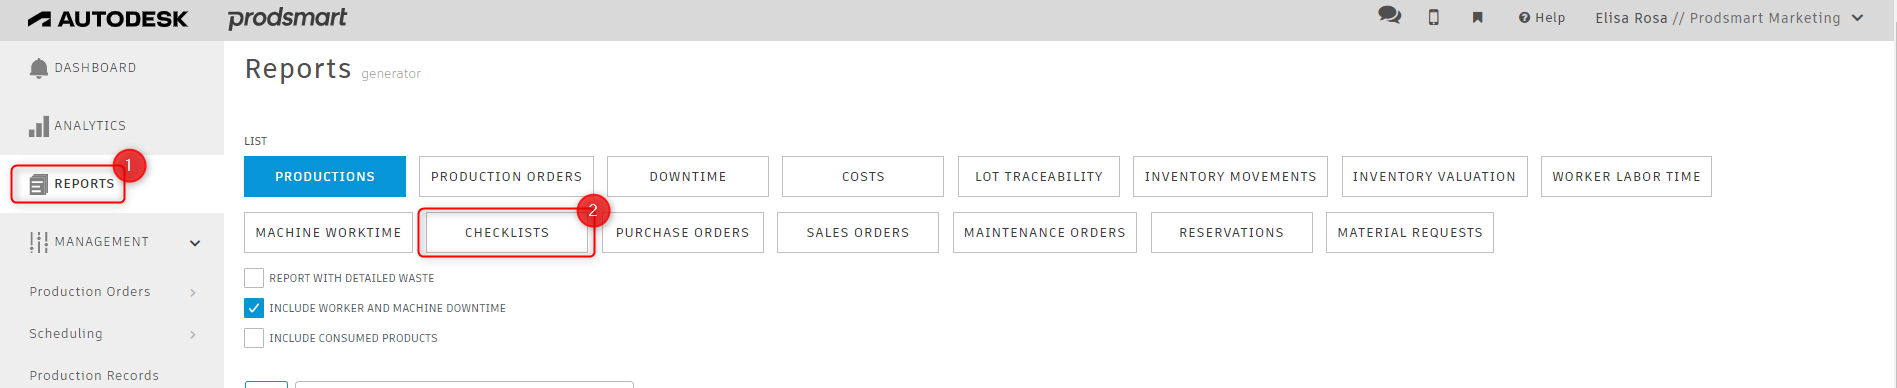 AUTODESK prodsmart Help Elisa Rosa // Prodsmart Marketing
DASHBOARD
Reports generator
ANALYTICS
LIST
1
REPORTS
PRODUCTIONS PRODUCTION ORDERS DOWNTIME COSTS LOT TRACEABILITY INVENTORY MOVEMENTS INVENTORY VALUATION WORKER LABOR TIME
2
MACHINE WORKTIME CHECKLISTS PURCHASE ORDERS SALES ORDERS MAINTENANCE ORDERS RESERVATIONS MATERIAL REQUESTS
MANAGEMENT
REPORT WITH DETAILED WASTE
Production Orders
INCLUDE WORKER AND MACHINE DOWNTIME
Scheduling
INCLUDE CONSUMED PRODUCTS
Production Records